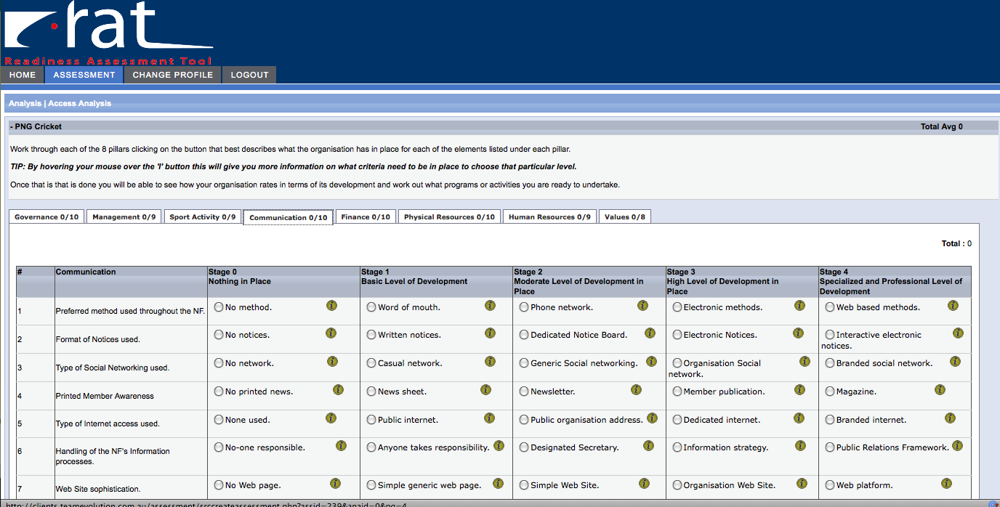 rat
Readiness Assessment Tool
HOME ASSESSMENT CHANGE PROFILE LOGOUT
Analysis | Access Analysis
- PNG Cricket Total Avg 0
Work through each of the 8 pillars clicking on the button that best describes what the organisation has in place for each of the elements listed under each pillar.
TIP: By hovering your mouse over the 'I' button this will give you more information on what criteria need to be in place to choose that particular level.
Once that is that is done you will be able to see how your organisation rates in terms of its development and work out what programs or activities you are ready to undertake.
Governance 0/10 Management 0/9 Sport Activity 0/9 Communication 0/10 Finance 0/10 Physical Resources 0/10 Human Resources 0/9 Values 0/8
Total : 0
# Communication Stage 0 Stage 1 Stage 2 Stage 3 Stage 4
Nothing in Place Basic Level of Development Moderate Level of Development in High Level of Development in Specialized and Professional Level of
Place Place Development
1 Preferred method used throughout the NF. No method. i Word of mouth. i Phone network. i Electronic methods. i Web based methods. i
2 Format of Notices used. No notices. i Written notices. i Dedicated Notice Board. i Electronic Notices. i Interactive electronic i
notices.
3 Type of Social Networking used. No network. i Casual network. i Generic Social networking. i Organisation Social i Branded social network. i
network.
4 Printed Member Awareness No printed news. i News sheet. i Newsletter. i Member publication. i Magazine. i
5 Type of Internet access used. None used. i Public internet. i Public organisation address. i Dedicated internet. i Branded internet. i
6 Handling of the NF's Information No-one responsible. i Anyone takes responsibility. i Designated Secretary. i Information strategy. i Public Relations Framework. i
processes.
7 Web Site sophistication. No Web page. i Simple generic web page. i Simple Web Site. i Organisation Web Site. i Web platform. i
http://clients.teamevolution.com.au/assessment/srccreateassessment.php?assid=239&anaid=0&pg=4